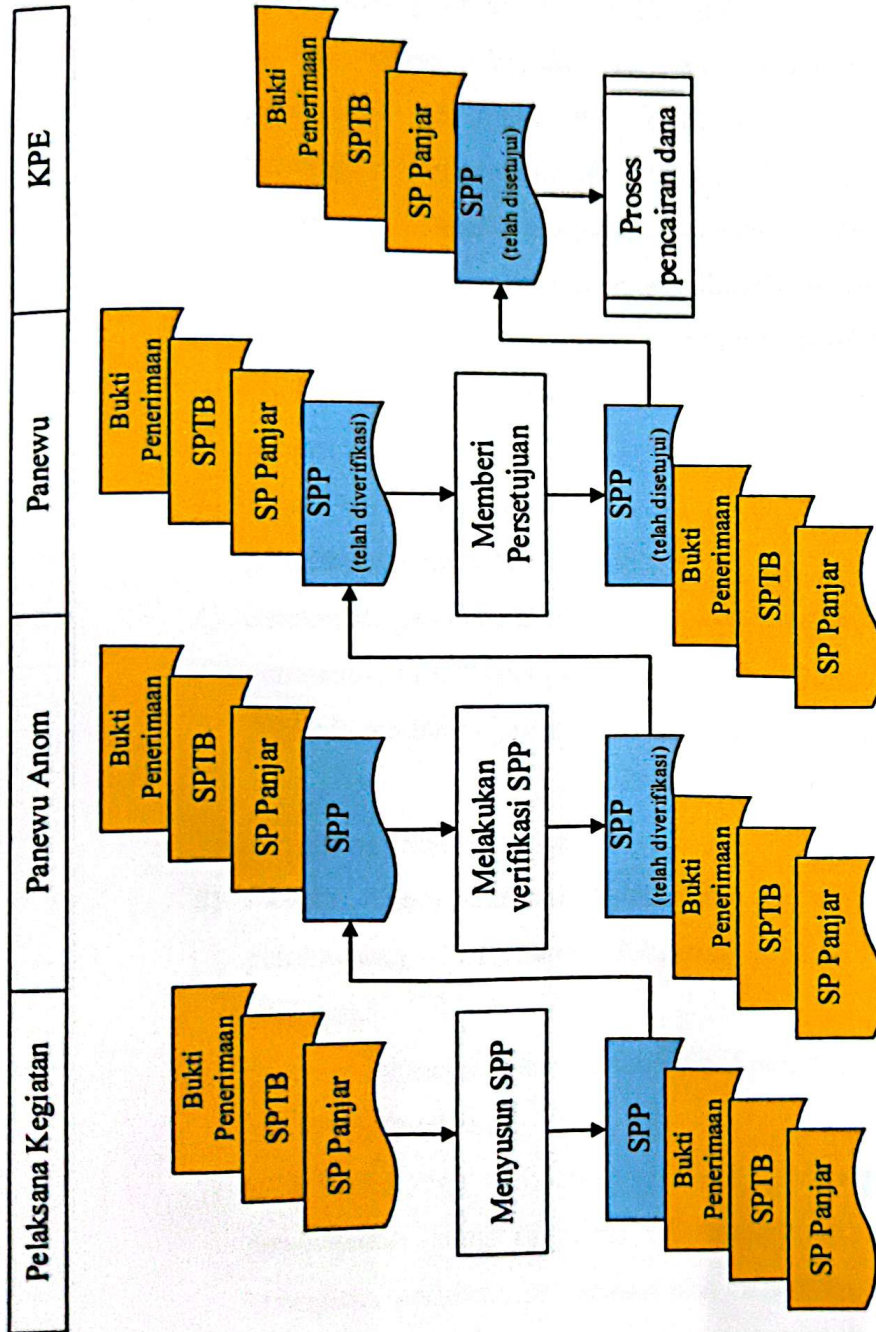 Pelaksana Kegiatan
Panewu Anom
Panewu
KPE
Bukti
Penerimaan
SPTB
SP Panjar
Menyusun SPP
SPP
Bukti
Penerimaan
SPTB
SP Panjar
Bukti
Penerimaan
SPTB
SP Panjar
SPP
Melakukan
verifikasi SPP
SPP
(telah diverifikasi)
Bukti
Penerimaan
SPTB
SP Panjar
Bukti
Penerimaan
SPTB
SP Panjar
SPP
(telah diverifikasi)
Memberi
Persetujuan
SPP
(telah disetujui)
Bukti
Penerimaan
SPTB
SP Panjar
Bukti
Penerimaan
SPTB
SP Panjar
SPP
(telah disetujui)
Proses
pencairan dana